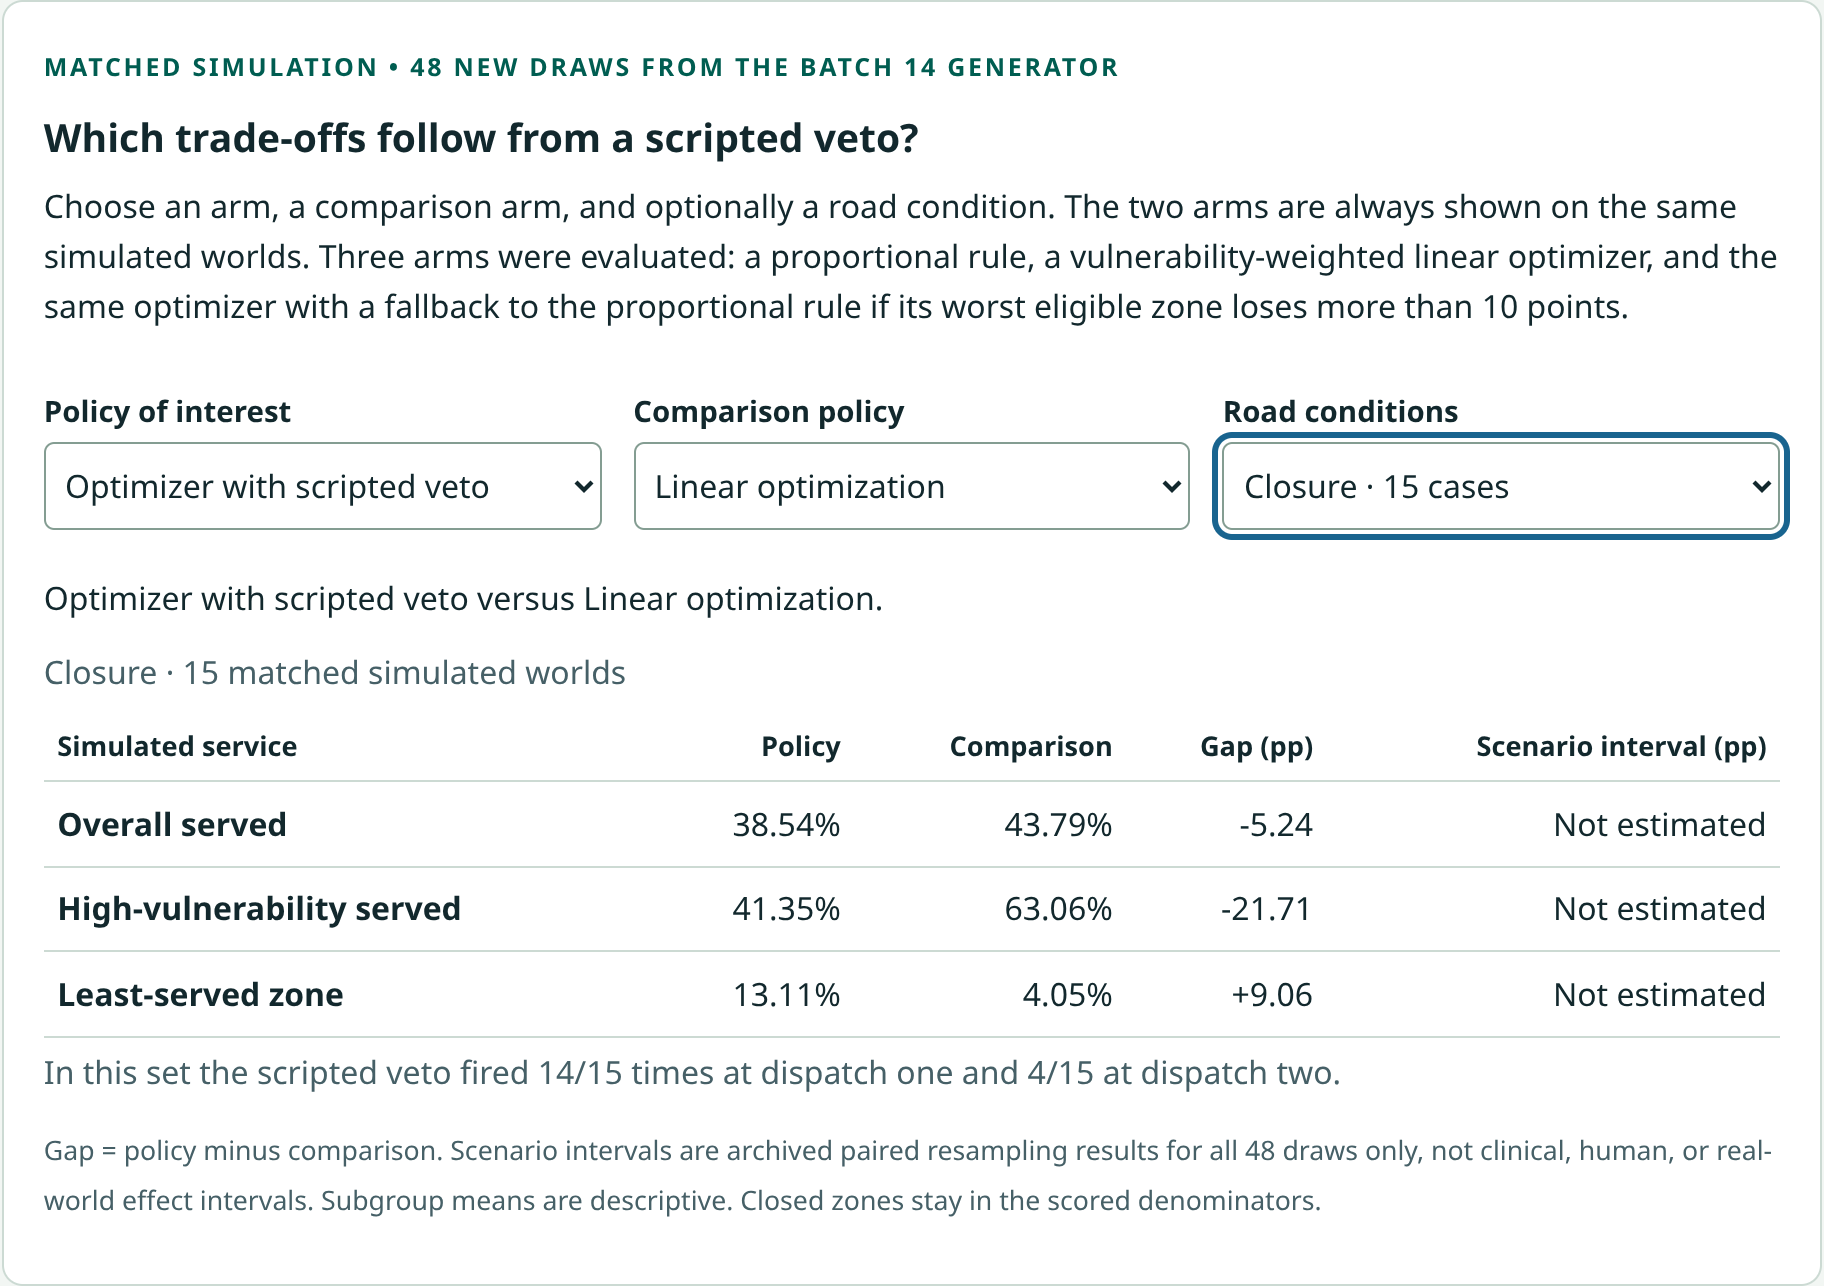 MATCHED SIMULATION • 48 NEW DRAWS FROM THE BATCH 14 GENERATOR
Which trade-offs follow from a scripted veto?
Choose an arm, a comparison arm, and optionally a road condition. The two arms are always shown on the same
simulated worlds. Three arms were evaluated: a proportional rule, a vulnerability-weighted linear optimizer, and the
same optimizer with a fallback to the proportional rule if its worst eligible zone loses more than 10 points.
Policy of interest Comparison policy Road conditions
Optimizer with scripted veto Linear optimization Closure · 15 cases
Optimizer with scripted veto versus Linear optimization.
Closure · 15 matched simulated worlds
Simulated service Policy Comparison Gap (pp) Scenario interval (pp)
Overall served 38.54% 43.79% -5.24 Not estimated
High-vulnerability served 41.35% 63.06% -21.71 Not estimated
Least-served zone 13.11% 4.05% +9.06 Not estimated
In this set the scripted veto fired 14/15 times at dispatch one and 4/15 at dispatch two.
Gap = policy minus comparison. Scenario intervals are archived paired resampling results for all 48 draws only, not clinical, human, or real-
world effect intervals. Subgroup means are descriptive. Closed zones stay in the scored denominators.